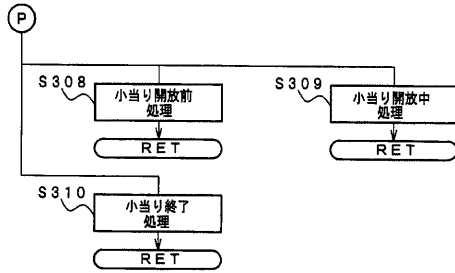 P
S308
小当り開放前
処理
RET
S309
小当り開放中
処理
RET
S310
小当り終了
処理
RET